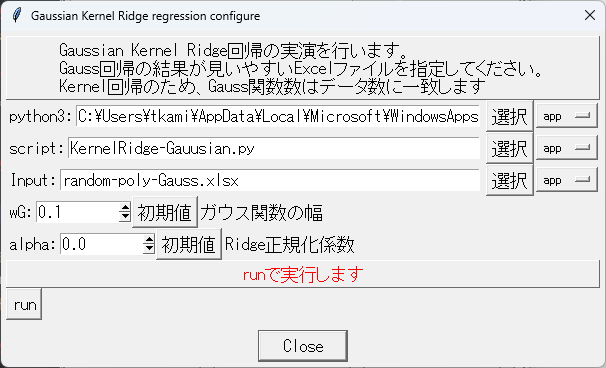 Gaussian Kernel Ridge regression configure
Gaussian Kernel Ridge回帰の実演を行います。
Gauss回帰の結果が見いやすいExcelファイルを指定してください。
Kernel回帰のため、Gauss関数数はデータ数に一致します
python3: C:¥Users¥tkami¥AppData¥Local¥Microsoft¥WindowsApps 選択 app
script: KernelRidge-Gauusian.py 選択 app
Input: random-poly-Gauss.xlsx 選択 app
wG: 0.1 初期値 ガウス関数の幅
alpha: 0.0 初期値 Ridge正規化係数
runで実行します
run
Close